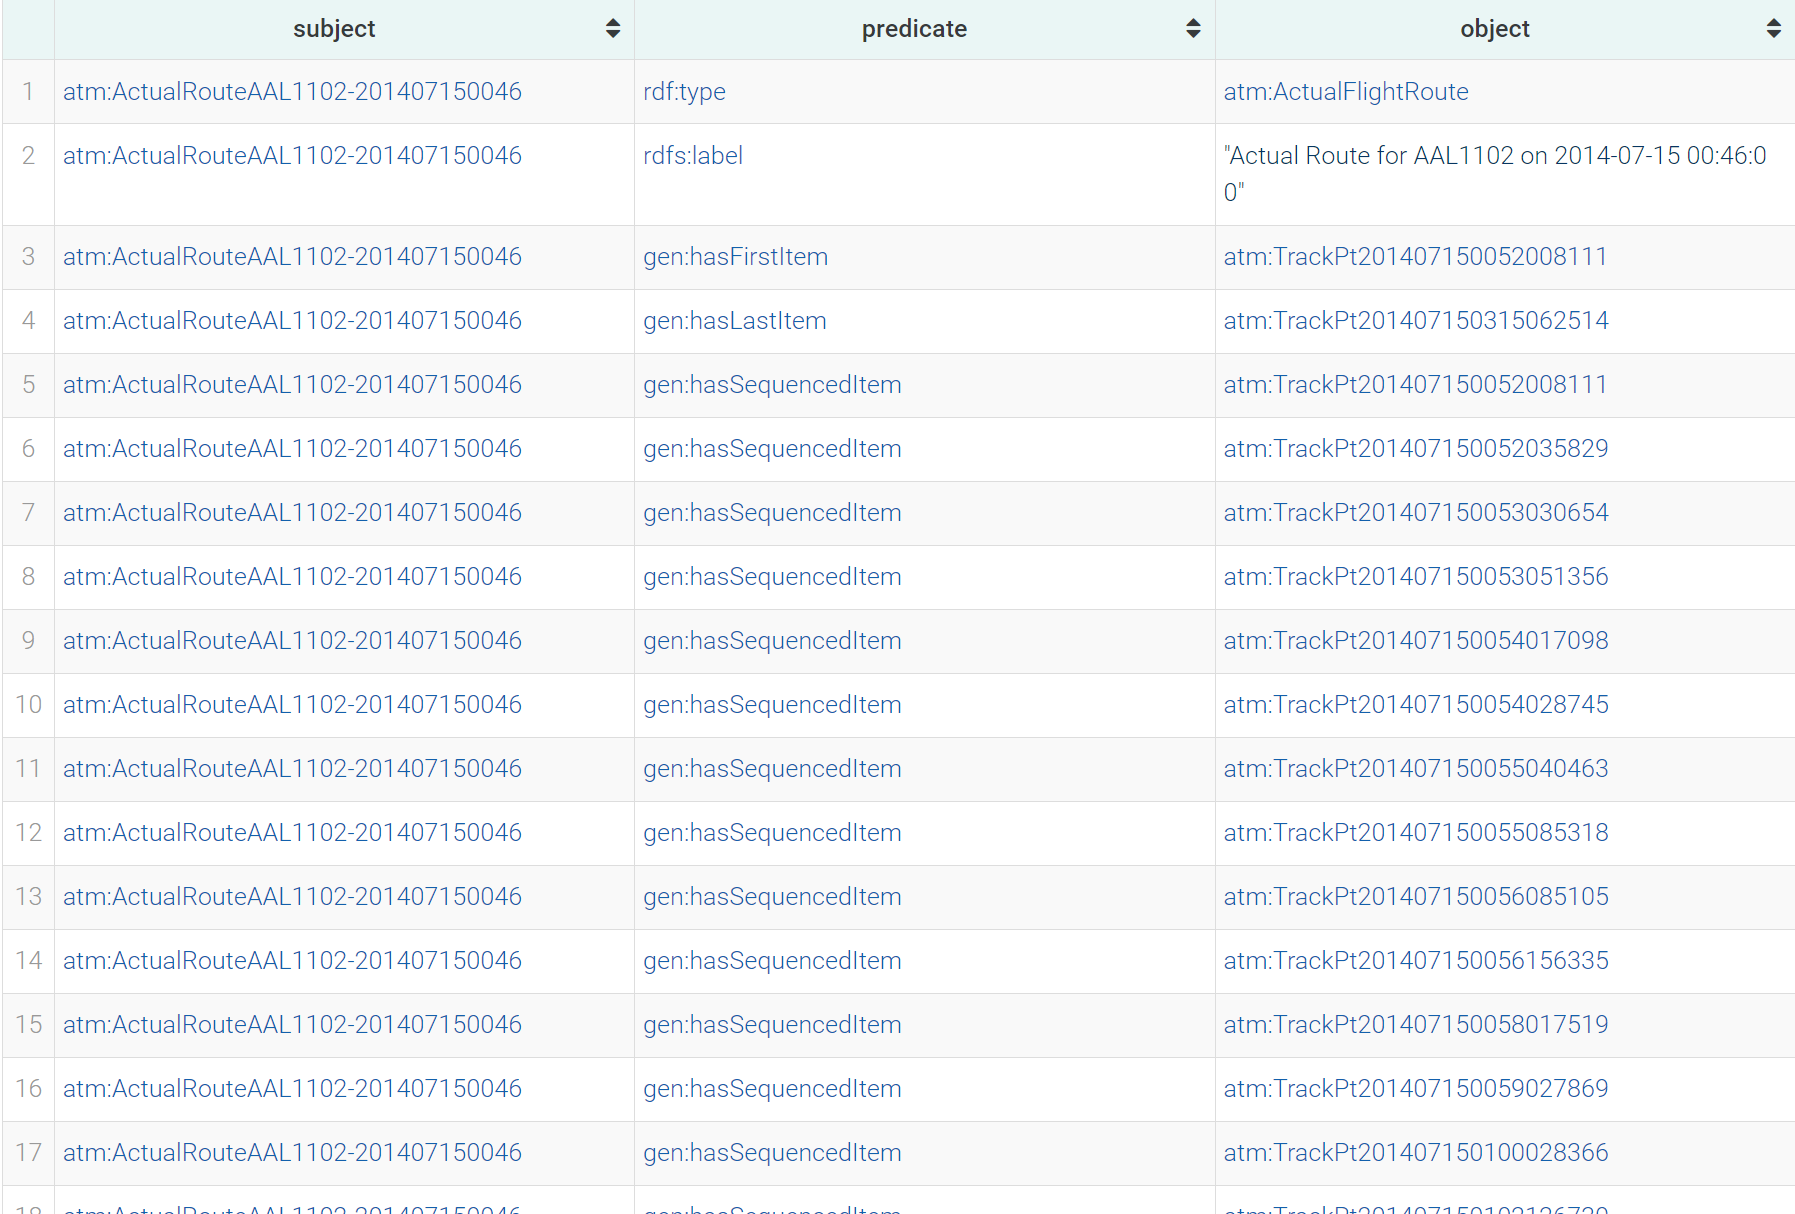 subject predicate object
1 atm:ActualRouteAAL1102-201407150046 rdf:type atm:ActualFlightRoute
2 atm:ActualRouteAAL1102-201407150046 rdfs:label "Actual Route for AAL1102 on 2014-07-15 00:46:0
0"
3 atm:ActualRouteAAL1102-201407150046 gen:hasFirstItem atm:TrackPt201407150052008111
4 atm:ActualRouteAAL1102-201407150046 gen:hasLastItem atm:TrackPt201407150315062514
5 atm:ActualRouteAAL1102-201407150046 gen:hasSequencedItem atm:TrackPt201407150052008111
6 atm:ActualRouteAAL1102-201407150046 gen:hasSequencedItem atm:TrackPt201407150052035829
7 atm:ActualRouteAAL1102-201407150046 gen:hasSequencedItem atm:TrackPt201407150053030654
8 atm:ActualRouteAAL1102-201407150046 gen:hasSequencedItem atm:TrackPt201407150053051356
9 atm:ActualRouteAAL1102-201407150046 gen:hasSequencedItem atm:TrackPt201407150054017098
10 atm:ActualRouteAAL1102-201407150046 gen:hasSequencedItem atm:TrackPt201407150054028745
11 atm:ActualRouteAAL1102-201407150046 gen:hasSequencedItem atm:TrackPt201407150055040463
12 atm:ActualRouteAAL1102-201407150046 gen:hasSequencedItem atm:TrackPt201407150055085318
13 atm:ActualRouteAAL1102-201407150046 gen:hasSequencedItem atm:TrackPt201407150056085105
14 atm:ActualRouteAAL1102-201407150046 gen:hasSequencedItem atm:TrackPt201407150056156335
15 atm:ActualRouteAAL1102-201407150046 gen:hasSequencedItem atm:TrackPt201407150058017519
16 atm:ActualRouteAAL1102-201407150046 gen:hasSequencedItem atm:TrackPt201407150059027869
17 atm:ActualRouteAAL1102-201407150046 gen:hasSequencedItem atm:TrackPt201407150100028366
18 atm:ActualRouteAAL1102-201407150046 gen:hasSequencedItem